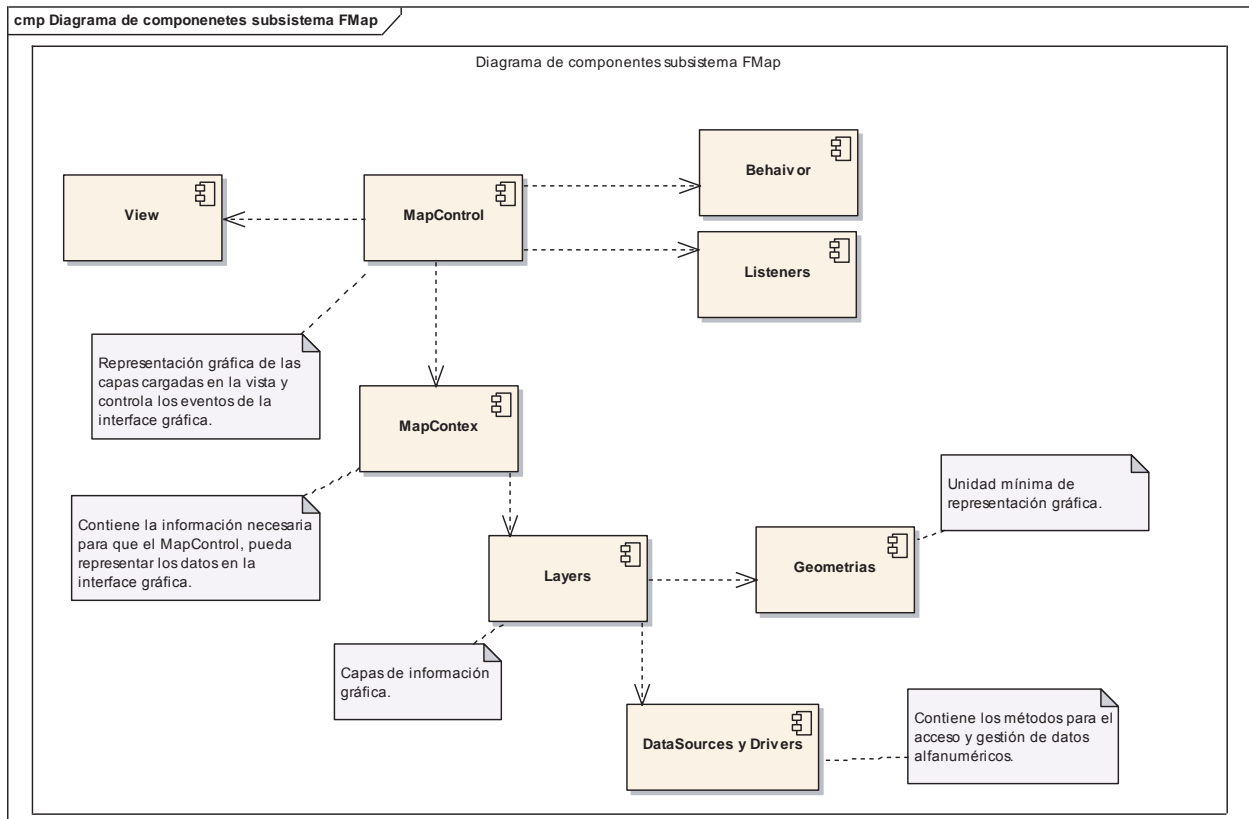 cmp Diagrama de componenetes subsistema FMap
Diagrama de componentes subsistema FMap
Behaivor
View
MapControl
Listeners
Representación gráfica de las
capas cargadas en la vista y
controla los eventos de la
interface gráfica.
MapContex
Unidad mínima de
representación gráfica.
Contiene la información necesaria
para que el MapControl, pueda
representar los datos en la
interface gráfica.
Layers
Geometrias
Capas de información
gráfica.
DataSources y Drivers
Contiene los métodos para el
acceso y gestión de datos
alfanuméricos.